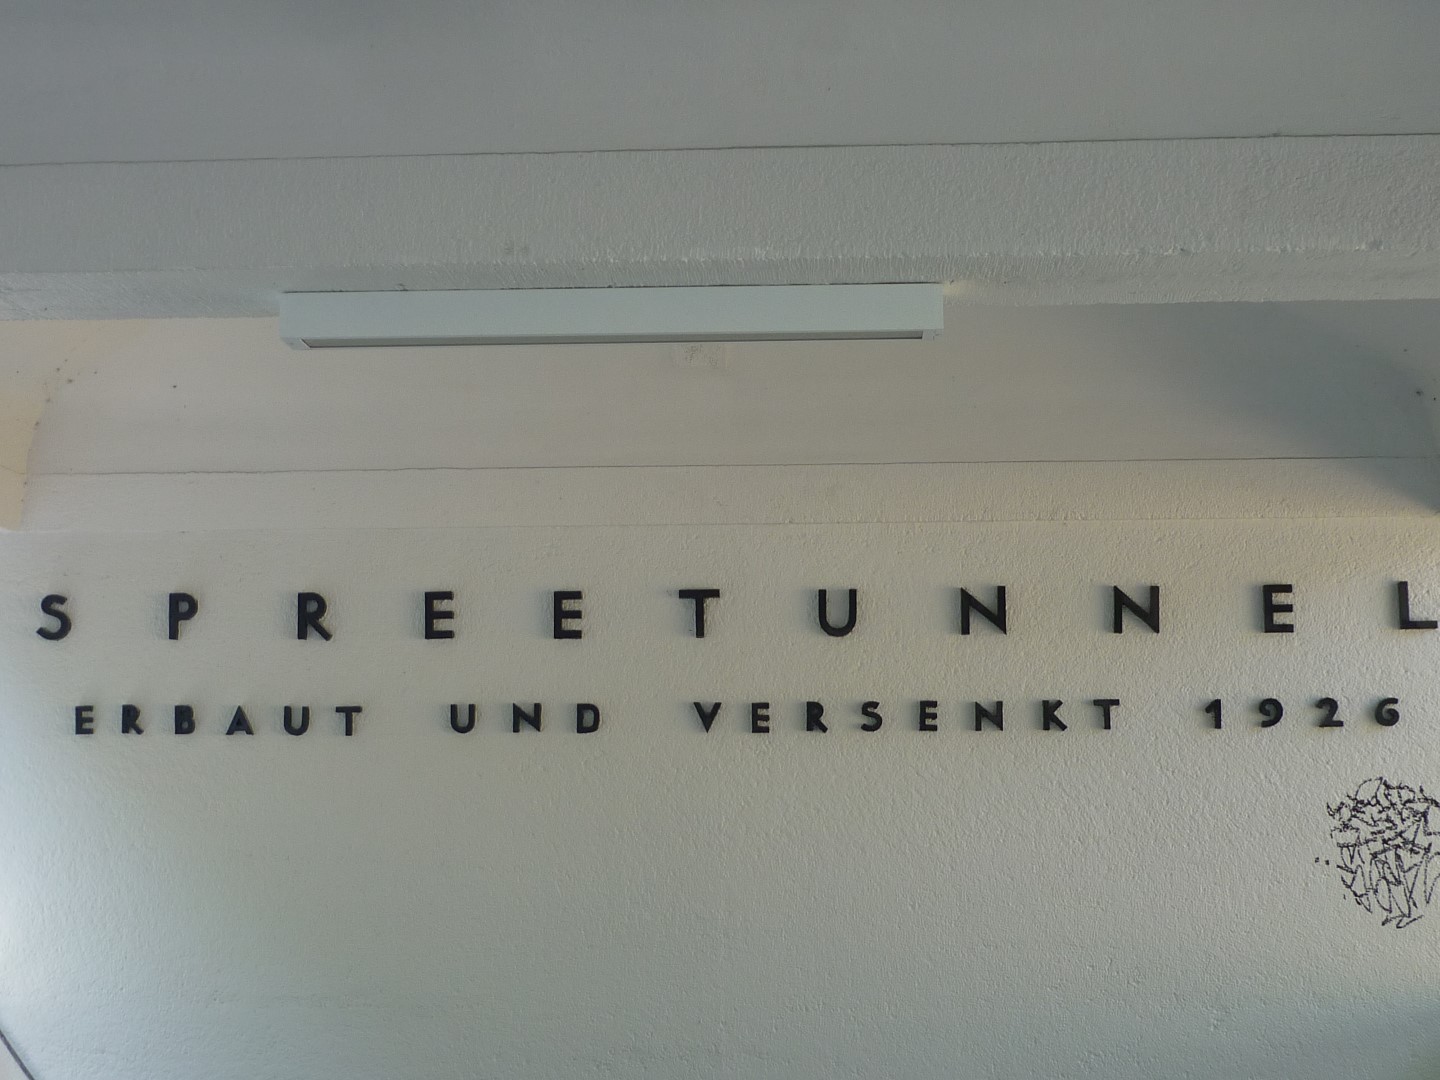 SPREETUNNEL
ERBAUT UND VERSENKT 1926